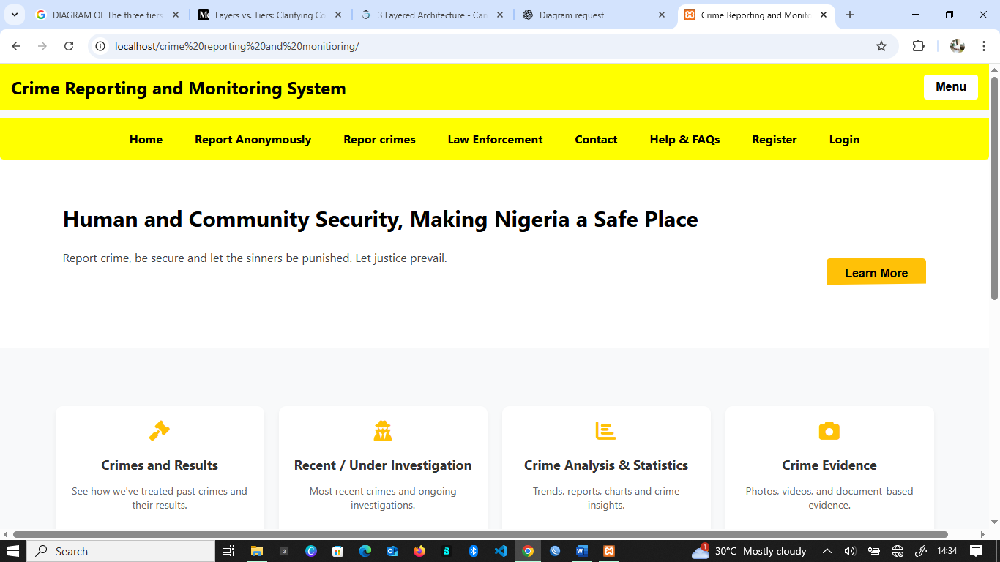 DIAGRAM OF The three tiers
Layers vs. Tiers: Clarifying Co
3 Layered Architecture - Car
Diagram request
Crime Reporting and Monito
localhost/crime%20reporting%20and%20monitioring/
Crime Reporting and Monitoring System
Menu
Home Report Anonymously Repor crimes Law Enforcement Contact Help & FAQs Register Login
Human and Community Security, Making Nigeria a Safe Place
Report crime, be secure and let the sinners be punished. Let justice prevail.
Learn More
Crimes and Results
See how we've treated past crimes and
their results.
Recent / Under Investigation
Most recent crimes and ongoing
investigations.
Crime Analysis & Statistics
Trends, reports, charts and crime
insights.
Crime Evidence
Photos, videos, and document-based
evidence.
Search
30°C Mostly cloudy
14:34